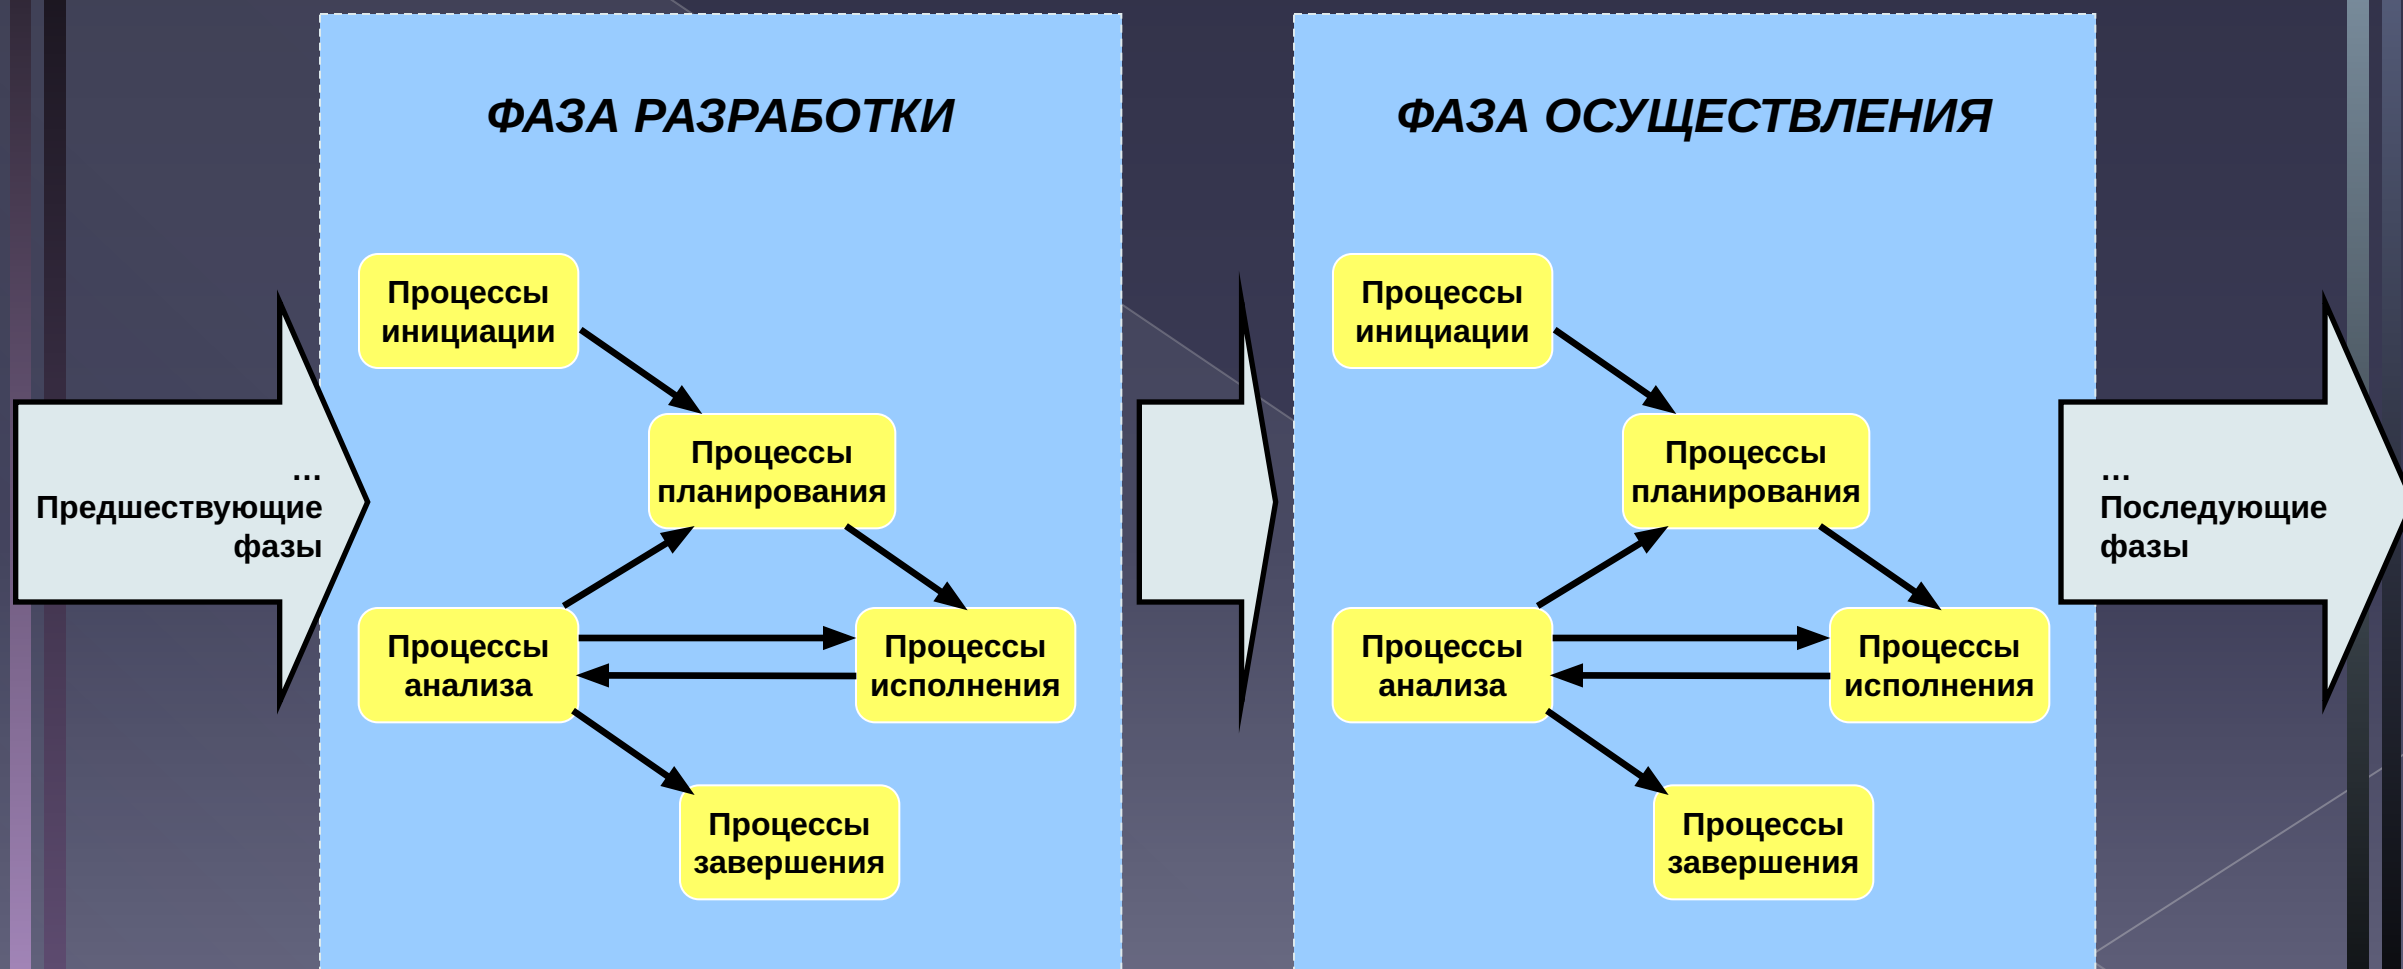 …
Предшествующие
фазы
ФАЗА РАЗРАБОТКИ
Процессы
инициации
Процессы
планирования
Процессы
анализа
Процессы
исполнения
Процессы
завершения
ФАЗА ОСУЩЕСТВЛЕНИЯ
Процессы
инициации
Процессы
планирования
Процессы
анализа
Процессы
исполнения
Процессы
завершения
…
Последующие
фазы